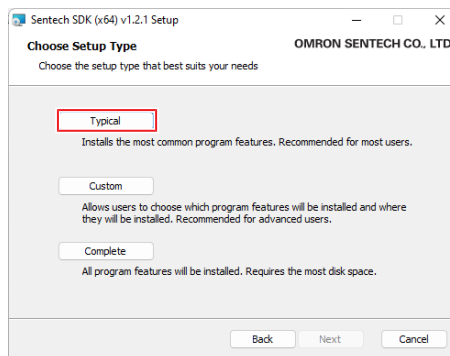 Sentech SDK (x64) v1.2.1 Setup
Choose Setup Type
OMRON SENTECH CO., LTD
Choose the setup type that best suits your needs
Typical
Installs the most common program features. Recommended for most users.
Custom
Allows users to choose which program features will be installed and where
they will be installed. Recommended for advanced users.
Complete
All program features will be installed. Requires the most disk space.
Back Next Cancel